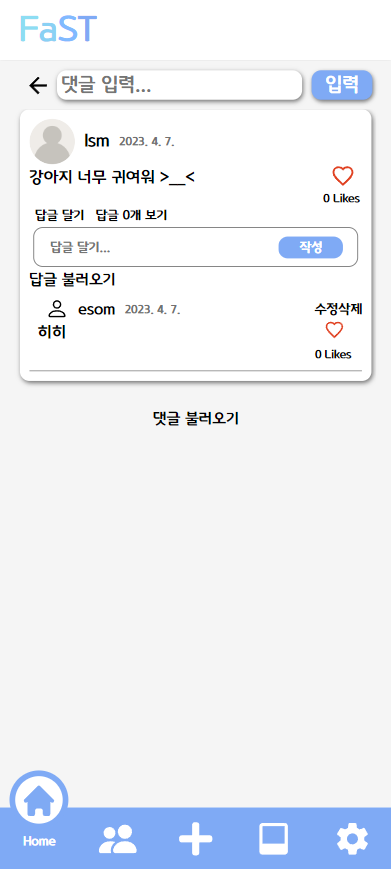 FaST
댓글 입력...
입력
lsm 2023. 4. 7.
강아지 너무 귀여워 >__<
0 Likes
답글 달기 답글 0개 보기
답글 달기...
작성
답글 불러오기
esom 2023. 4. 7.
수정삭제
히히
0 Likes
댓글 불러오기
Home